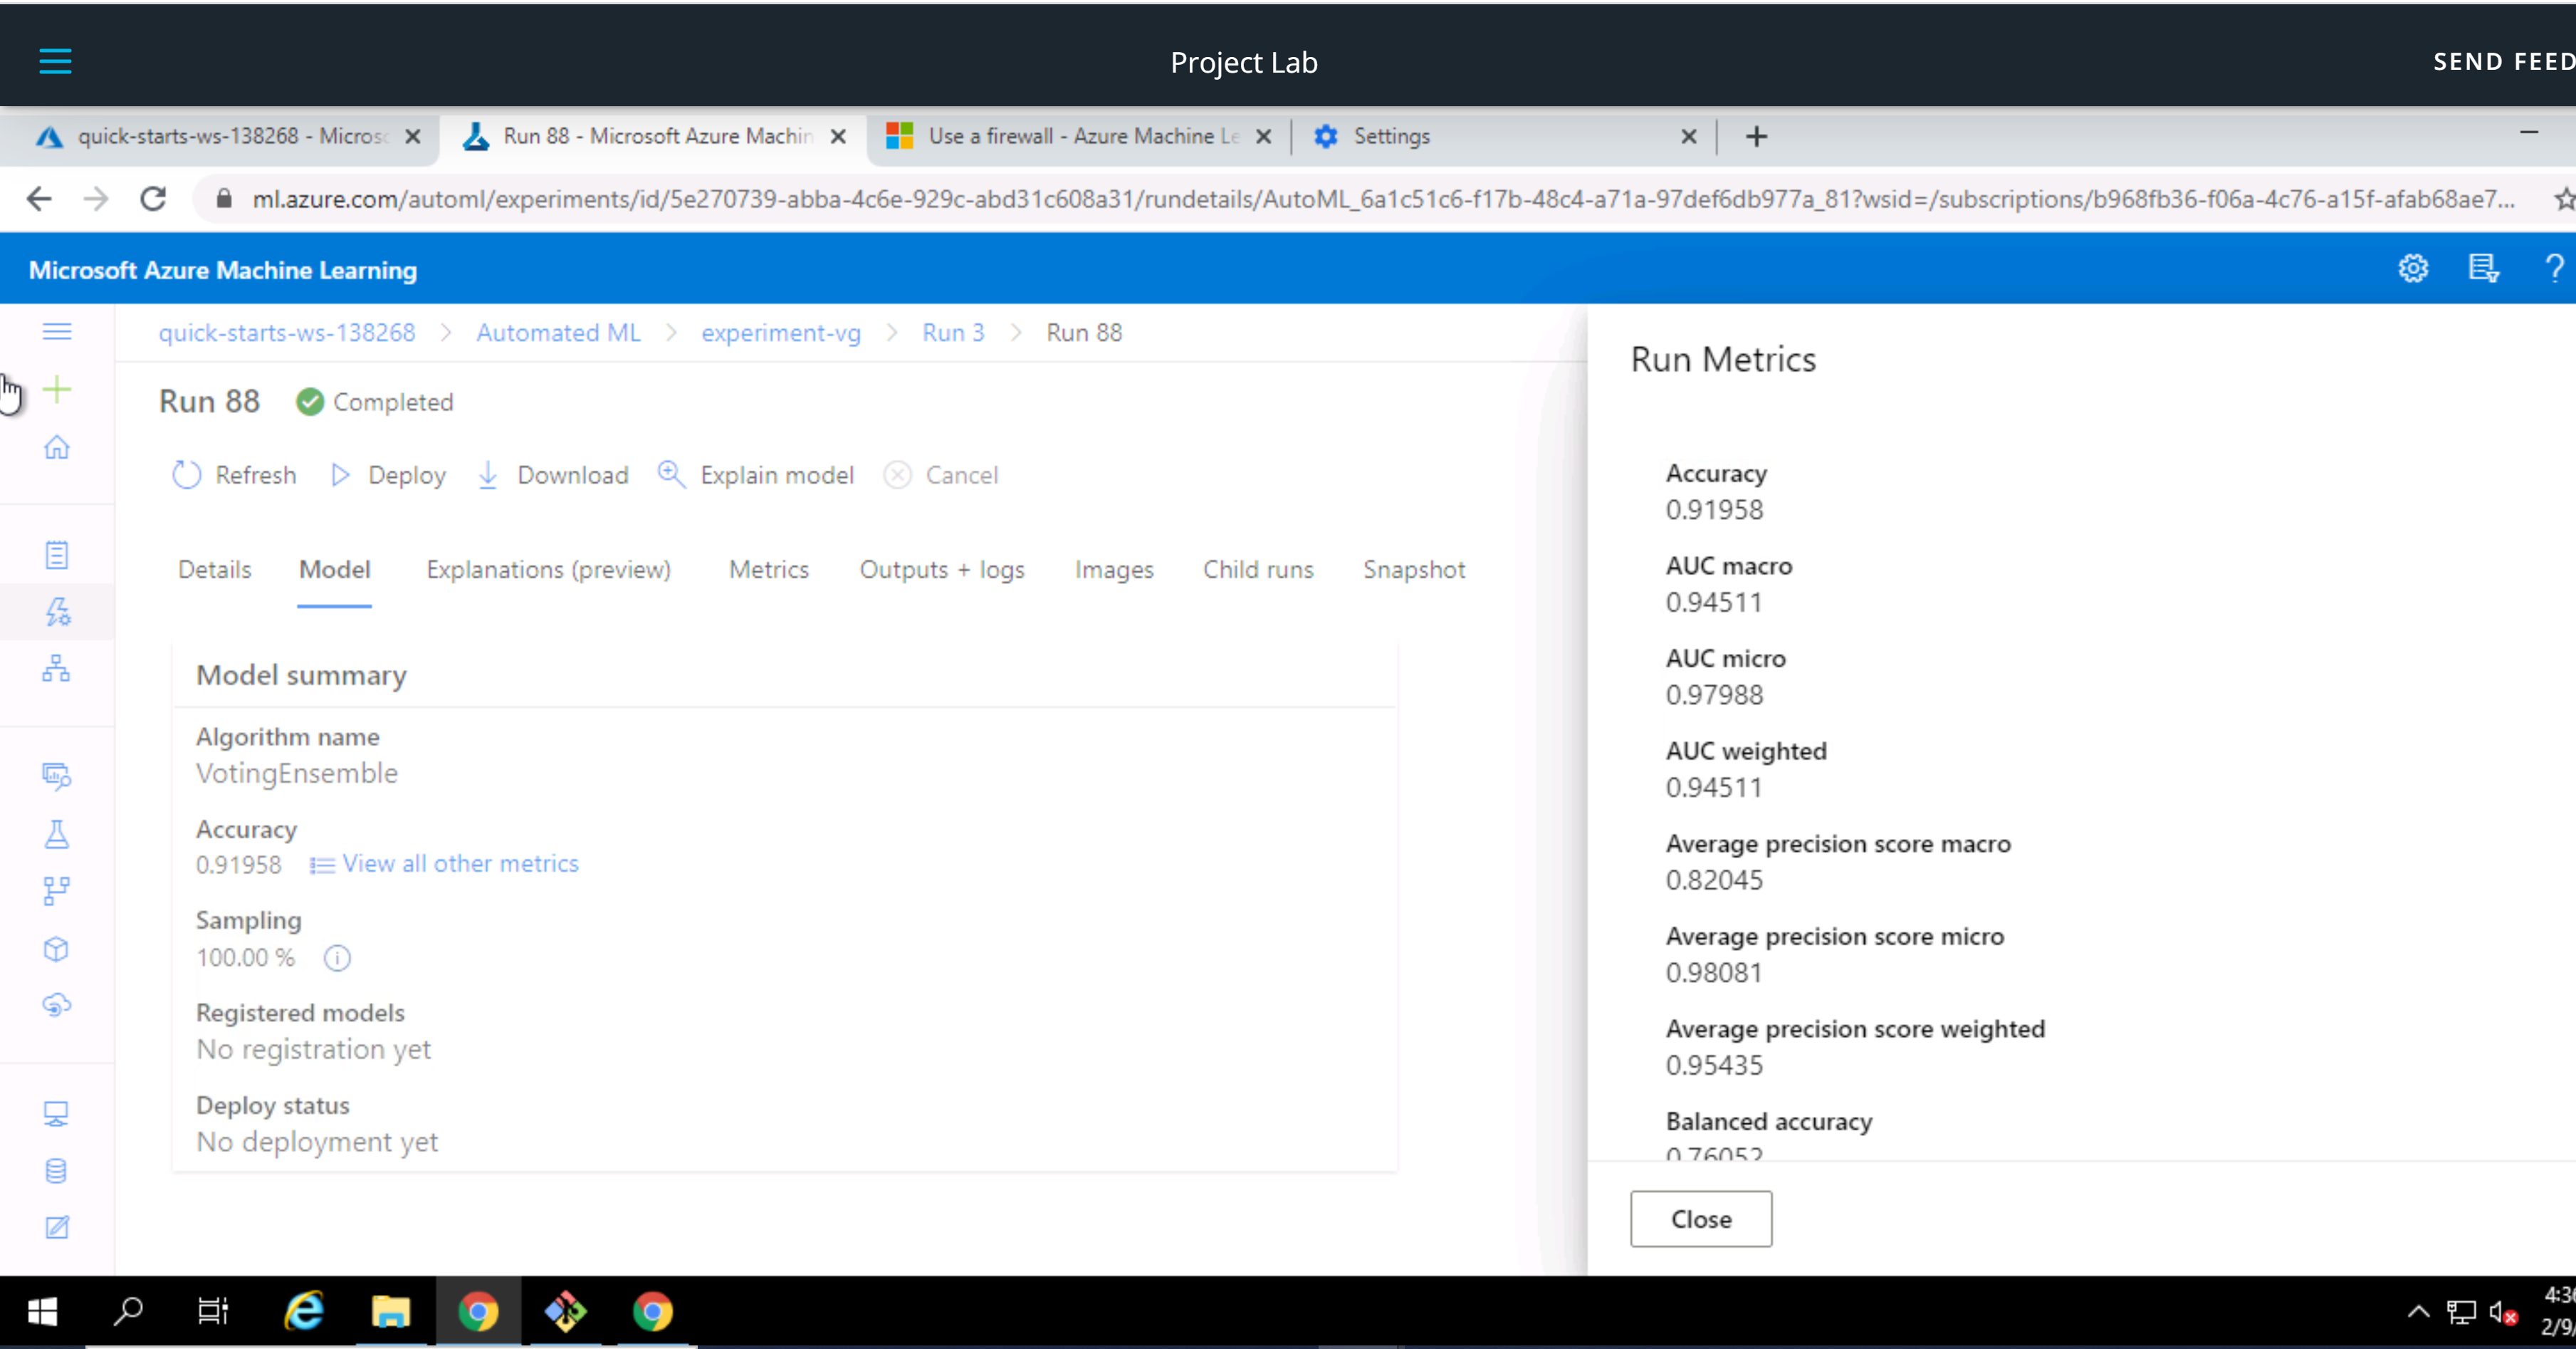 Project Lab
SEND FEED
quick-starts-ws-138268 - Micros
Run 88 - Microsoft Azure Machin
Use a firewall - Azure Machine Le
Settings
ml.azure.com/automl/experiments/id/5e270739-abba-4c6e-929c-abd31c608a31/rundetails/AutoML_6a1c51c6-f17b-48c4-a71a-97def6db977a_81?wsid=/subscriptions/b968fb36-f06a-4c76-a15f-afab68ae7...
Microsoft Azure Machine Learning
?
quick-starts-ws-138268 > Automated ML > experiment-vg > Run 3 > Run 88
Run 88 Completed
Refresh Deploy Download Explain model Cancel
Details Model Explanations (preview) Metrics Outputs + logs Images Child runs Snapshot
Model summary
Algorithm name
VotingEnsemble
Accuracy
0.91958 View all other metrics
Sampling
100.00 %
Registered models
No registration yet
Deploy status
No deployment yet
Run Metrics
Accuracy
0.91958
AUC macro
0.94511
AUC micro
0.97988
AUC weighted
0.94511
Average precision score macro
0.82045
Average precision score micro
0.98081
Average precision score weighted
0.95435
Balanced accuracy
0.76052
Close
4:36
2/9/